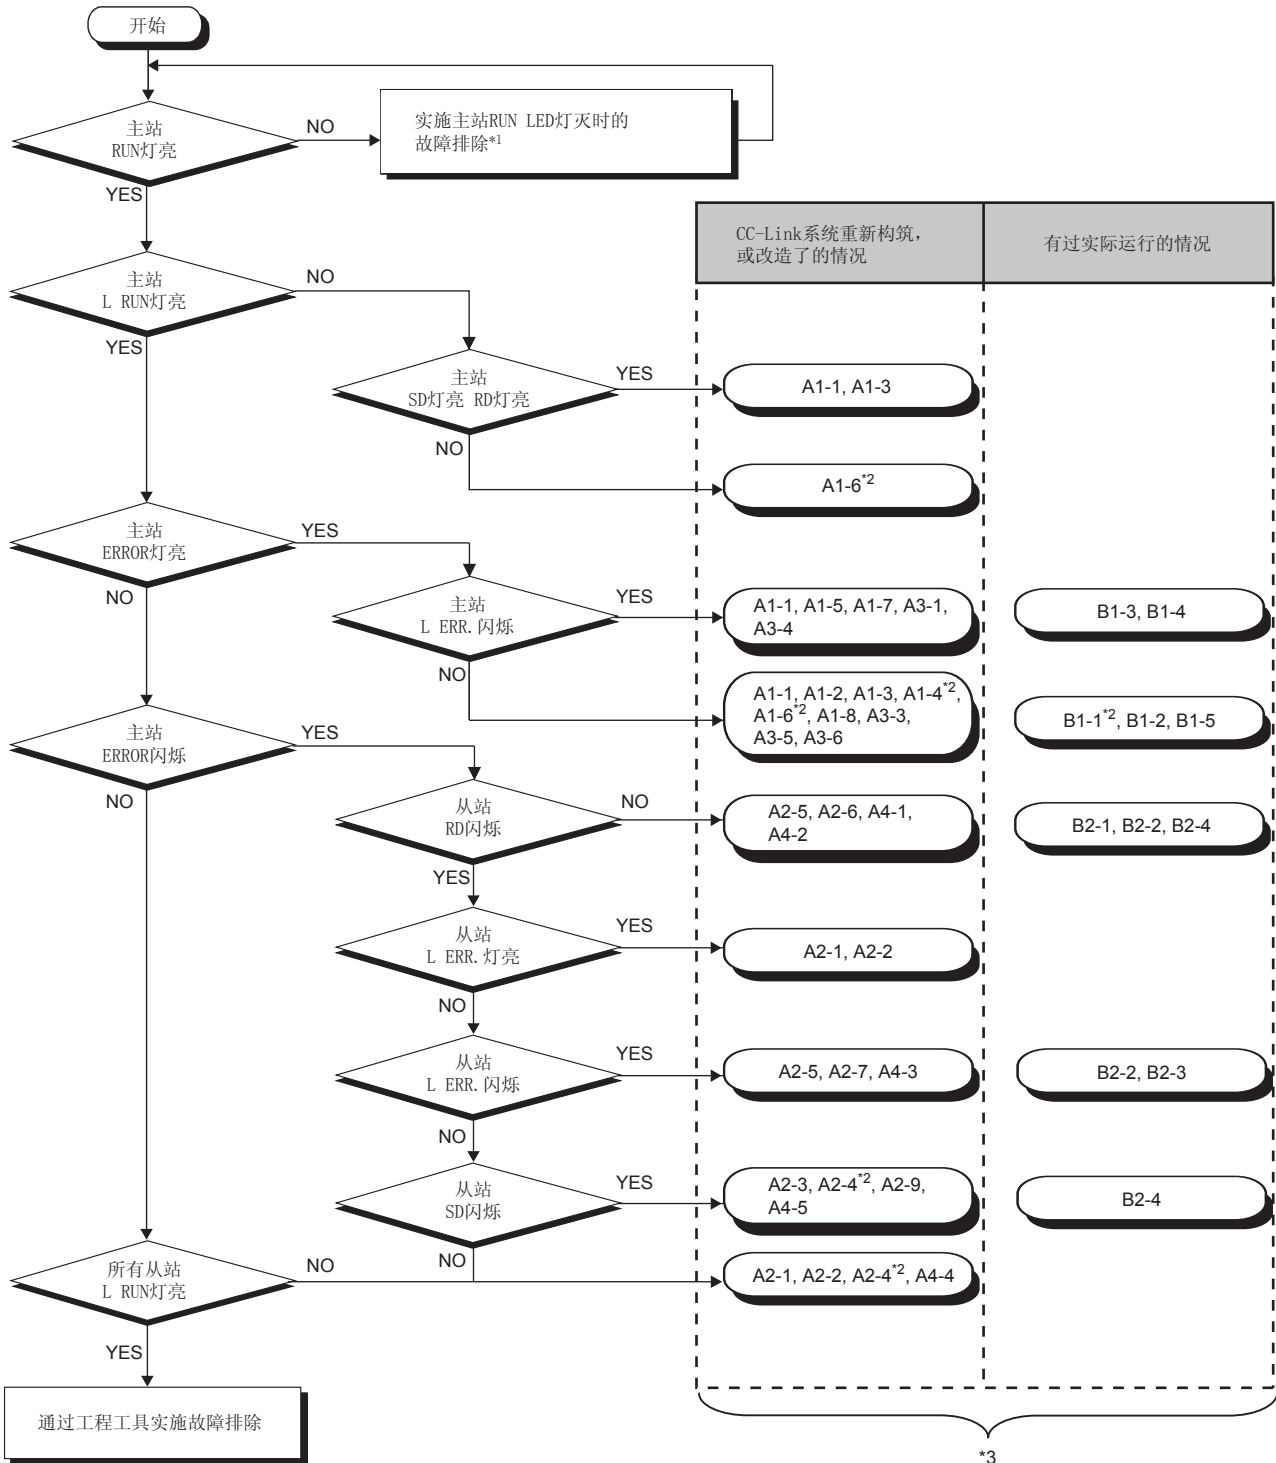 开始
主站
RUN灯亮
NO
实施主站RUN LED灯灭时的
故障排除*1
YES
CC-Link系统重新构筑，
或改造了的情况
有过实际运行的情况
主站
L RUN灯亮
NO
YES
主站
SD灯亮 RD灯亮
YES
A1-1, A1-3
NO
A1-6*2
主站
ERROR灯亮
YES
NO
主站
L ERR.闪烁
YES
A1-1, A1-5, A1-7, A3-1,
A3-4
B1-3, B1-4
NO
A1-1, A1-2, A1-3, A1-4*2,
A1-6*2, A1-8, A3-3,
A3-5, A3-6
B1-1*2, B1-2, B1-5
主站
ERROR闪烁
YES
NO
从站
RD闪烁
NO
A2-5, A2-6, A4-1,
A4-2
B2-1, B2-2, B2-4
YES
从站
L ERR.灯亮
YES
A2-1, A2-2
NO
从站
L ERR.闪烁
YES
A2-5, A2-7, A4-3
B2-2, B2-3
NO
从站
SD闪烁
YES
A2-3, A2-4*2, A2-9,
A4-5
B2-4
NO
所有从站
L RUN灯亮
NO
A2-1, A2-2, A2-4*2, A4-4
YES
通过工程工具实施故障排除
*3